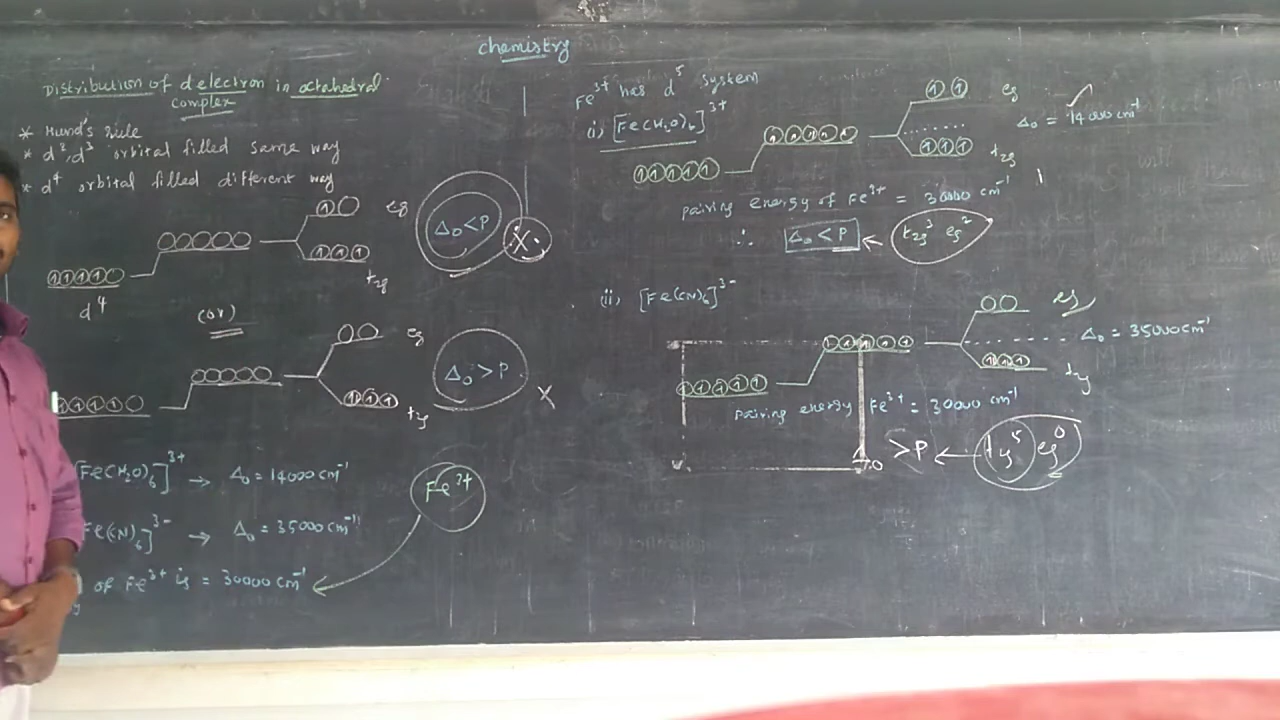 chemistry
Distribution of d electron in octahedral
complex
* Hund's rule
* d², d³ orbital filled same way
* d⁴ orbital filled different way
eg
t₂g
Δo < P
X
d⁴
(or)
eg
t₂g
Δo > P
X
[Fe(H₂O)₆]³⁺ → Δo = 14000 cm⁻¹
Fe(CN)₆]³⁻ → Δo = 35000 cm⁻¹
of Fe³⁺ is = 30000 cm⁻¹
Fe³⁺
Fe³⁺ has d⁵ system
(i) [Fe(H₂O)₆]³⁺
eg
t₂g
Δo = 14000 cm⁻¹
pairing energy of Fe³⁺ = 30000 cm⁻¹
∴ Δo < P ← t₂g³ eg²
(ii) [Fe(CN)₆]³⁻
eg
Δo = 35000 cm⁻¹
t₂g
pairing energy Fe³⁺ = 30000 cm⁻¹
Δo > P ← t₂g⁵ eg⁰